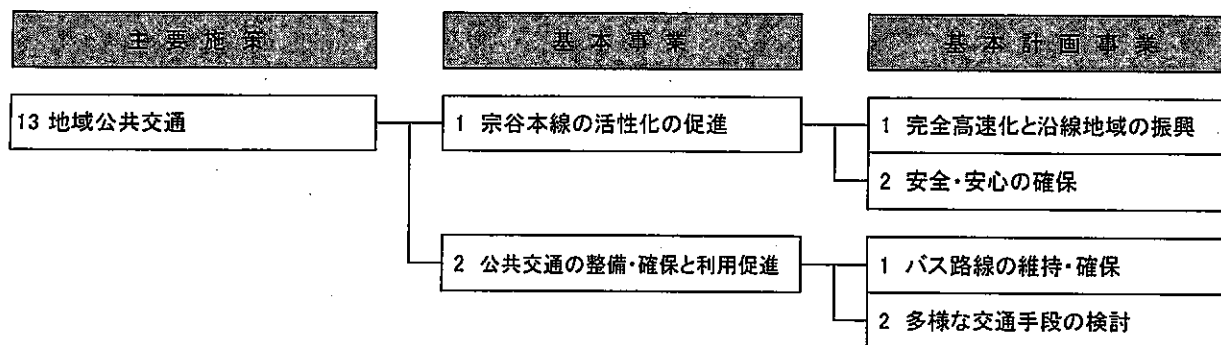 主要施策
基本事業
基本計画事業
13 地域公共交通
1 宗谷本線の活性化の促進
1 完全高速化と沿線地域の振興
2 安全・安心の確保
2 公共交通の整備・確保と利用促進
1 バス路線の維持・確保
2 多様な交通手段の検討